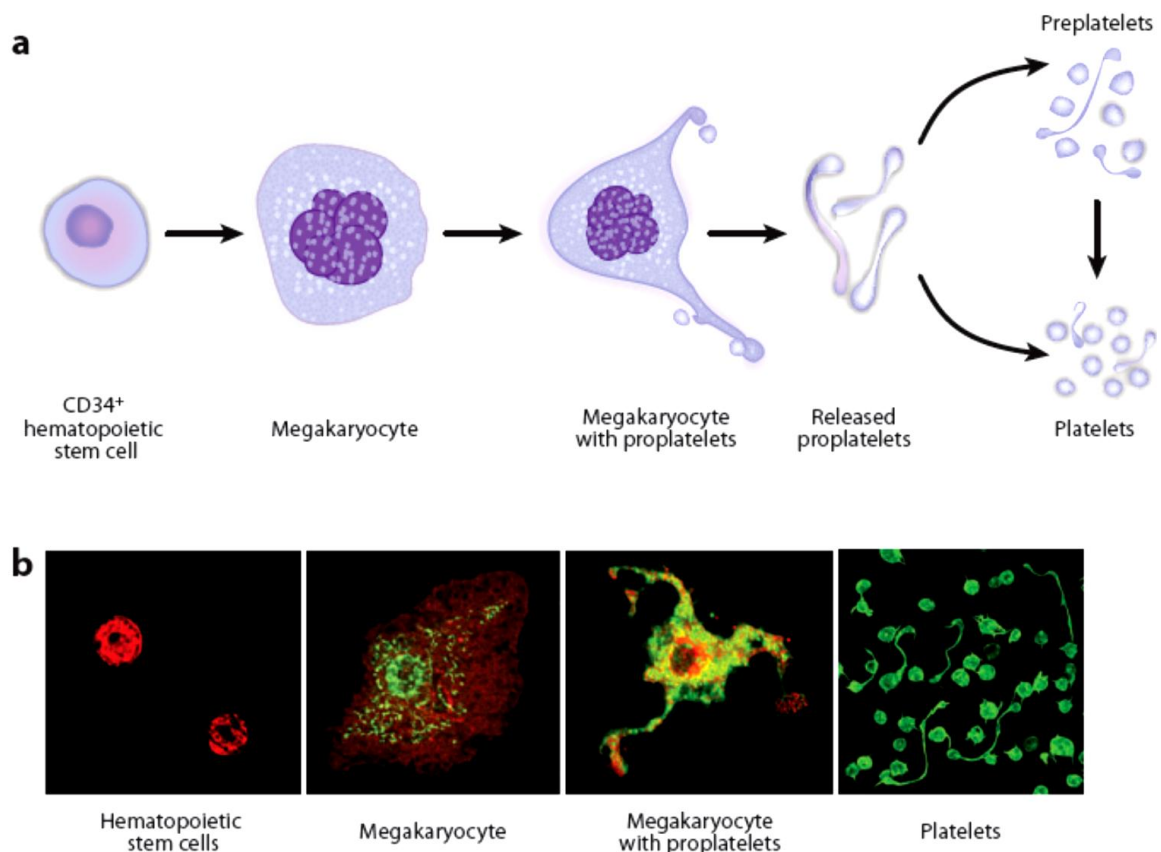 a
Preplatelets
CD34⁺
hematopoietic
stem cell
Megakaryocyte
Megakaryocyte
with proplatelets
Released
proplatelets
Platelets
b
Hematopoietic
stem cells
Megakaryocyte
Megakaryocyte
with proplatelets
Platelets